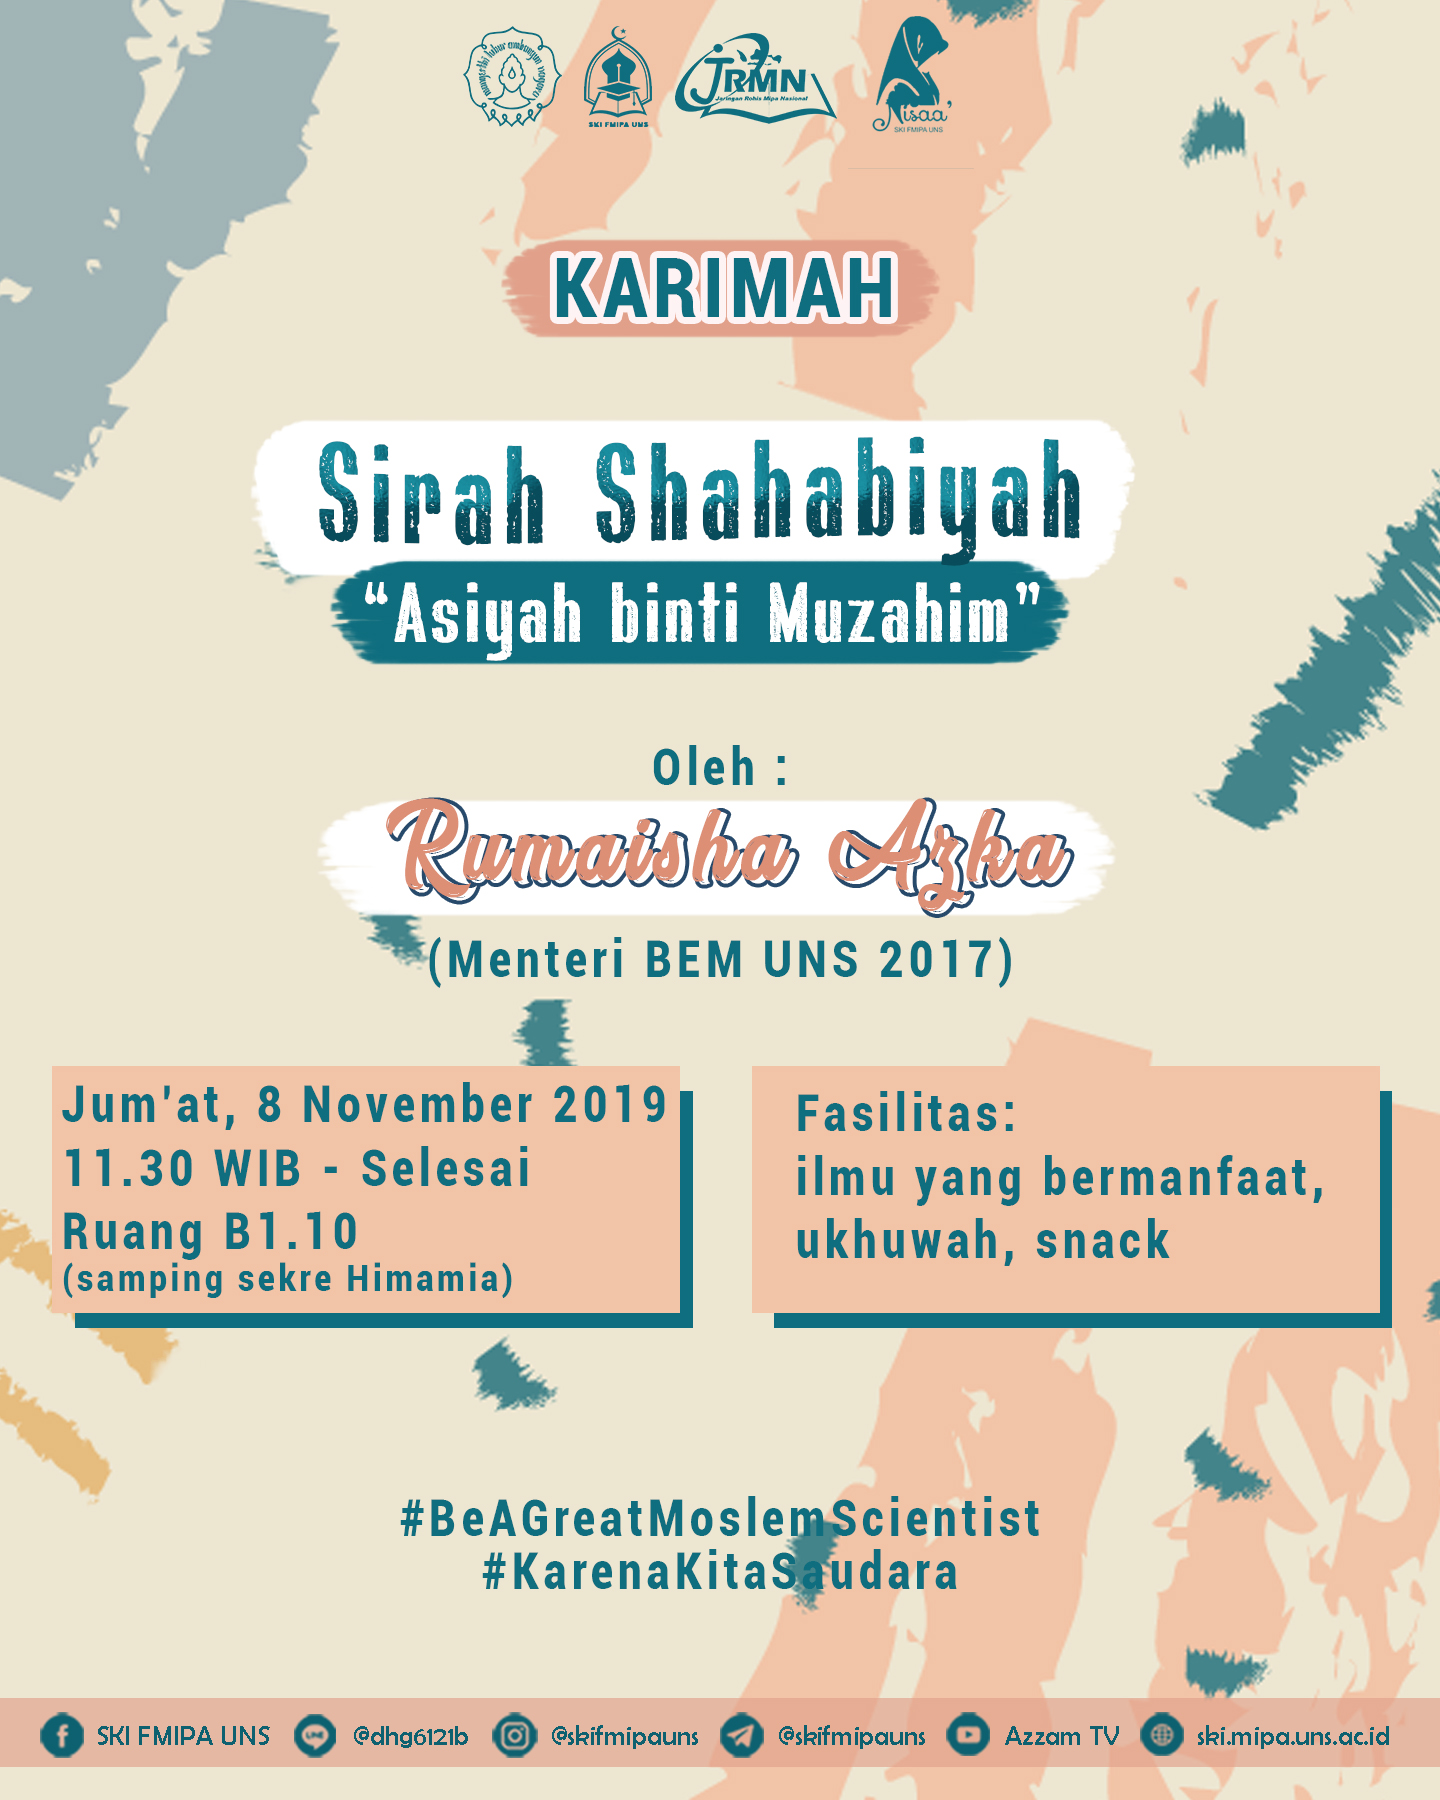 SKI FMIPA UNS
JRMN
Jaringan Rohis Mipa Nasional
Nisaa'
SKI FMIPA UNS
KARIMAH
Sirah Shahabiyah
“Asiyah binti Muzahim”
Oleh :
Rumaisha Azka
(Menteri BEM UNS 2017)
Jum'at, 8 November 2019
11.30 WIB - Selesai
Ruang B1.10
(samping sekre Himamia)
Fasilitas:
ilmu yang bermanfaat,
ukhuwah, snack
#BeAGreatMoslemScientist
#KarenaKitaSaudara
SKI FMIPA UNS
LINE
@dhg6121b
@skifmipauns
@skifmipauns
Azzam TV
ski.mipa.uns.ac.id